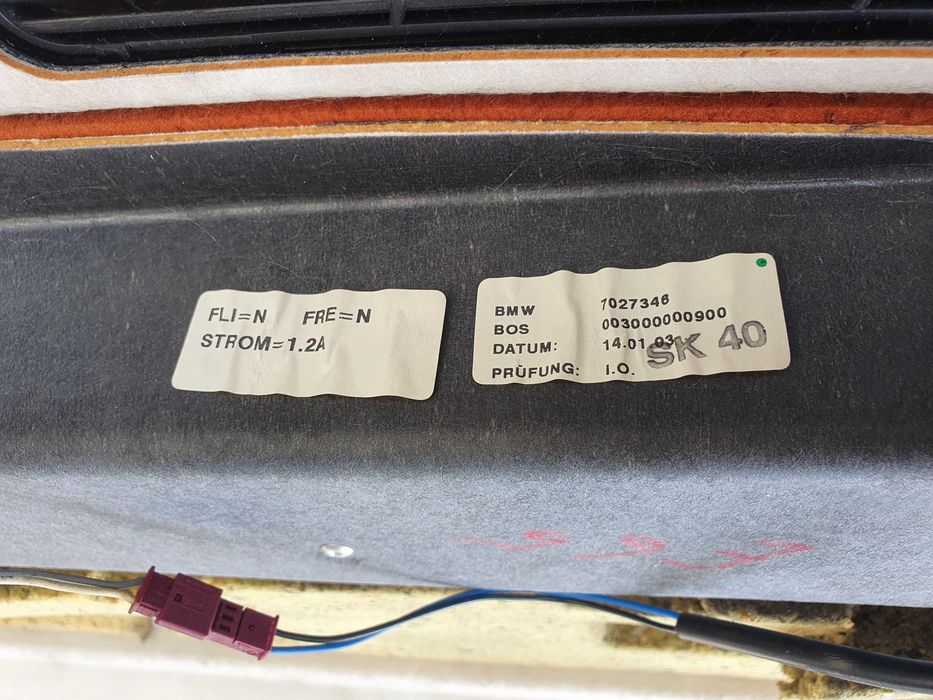 FLI=N FRE=N
STROM=1.2A
BMW 7027346
BOS 003000000900
DATUM: 14.01.03
PRÜFUNG: I.O.
SK 40